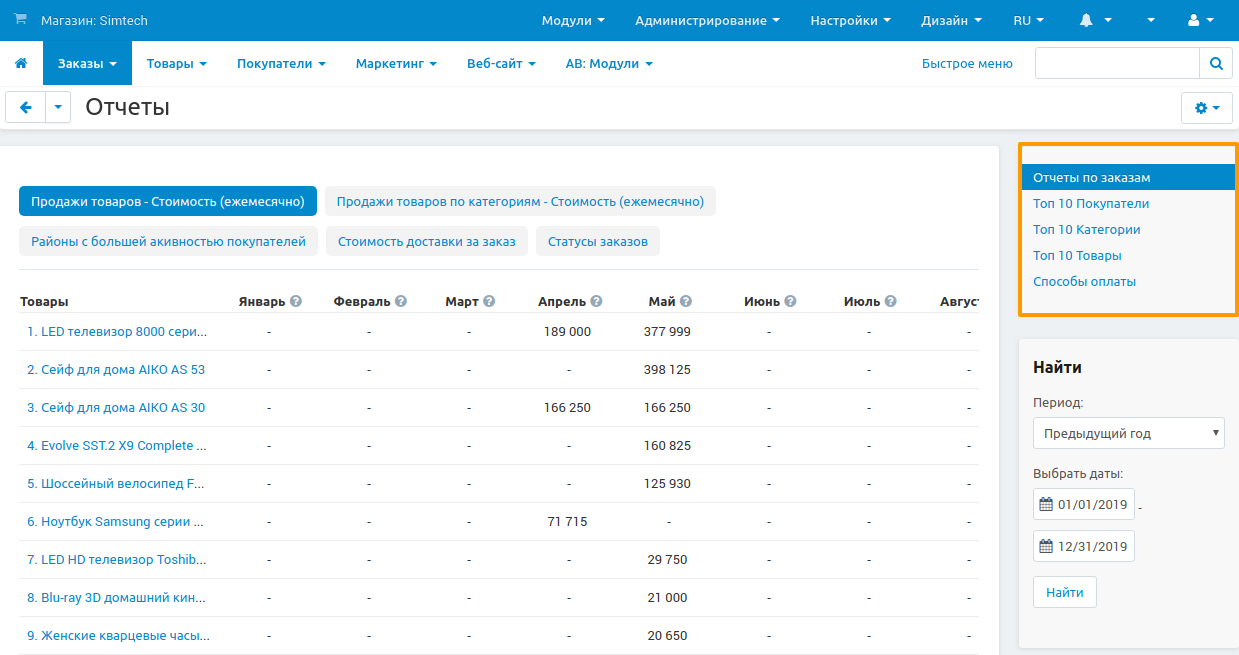 Магазин: Simtech Модули Администрирование Настройки Дизайн RU
Заказы Товары Покупатели Маркетинг Веб-сайт АВ: Модули Быстрое меню
Отчеты
Продажи товаров - Стоимость (ежемесячно) Продажи товаров по категориям - Стоимость (ежемесячно)
Районы с большей акивностью покупателей Стоимость доставки за заказ Статусы заказов
Товары Январь Февраль Март Апрель Май Июнь Июль Август
1. LED телевизор 8000 сери... - - - 189 000 377 999 - - -
2. Сейф для дома AIKO AS 53 - - - - 398 125 - - -
3. Сейф для дома AIKO AS 30 - - - 166 250 166 250 - - -
4. Evolve SST.2 X9 Complete ... - - - - 160 825 - - -
5. Шоссейный велосипед F... - - - - 125 930 - - -
6. Ноутбук Samsung серии ... - - - 71 715 - - - -
7. LED HD телевизор Toshib... - - - - 29 750 - - -
8. Blu-ray 3D домашний кин... - - - - 21 000 - - -
9. Женские кварцевые часы... - - - - 20 650 - - -
Отчеты по заказам
Топ 10 Покупатели
Топ 10 Категории
Топ 10 Товары
Способы оплаты
Найти
Период:
Предыдущий год
Выбрать даты:
01/01/2019 -
12/31/2019
Найти